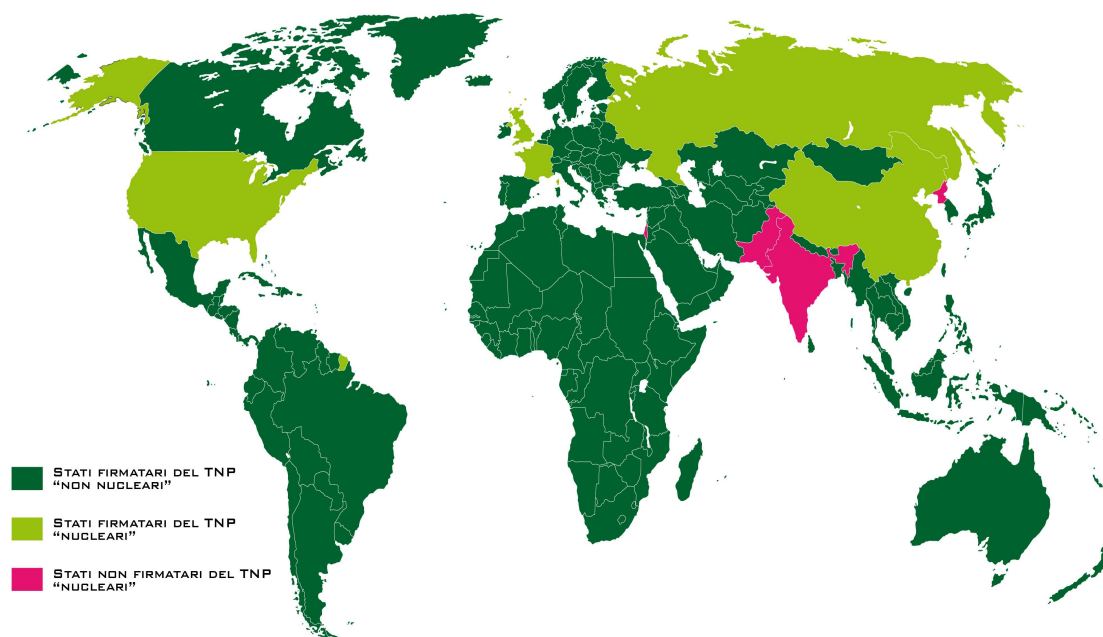 Stati firmatari del TNP
“non nucleari”
Stati firmatari del TNP
“nucleari”
Stati non firmatari del TNP
“nucleari”